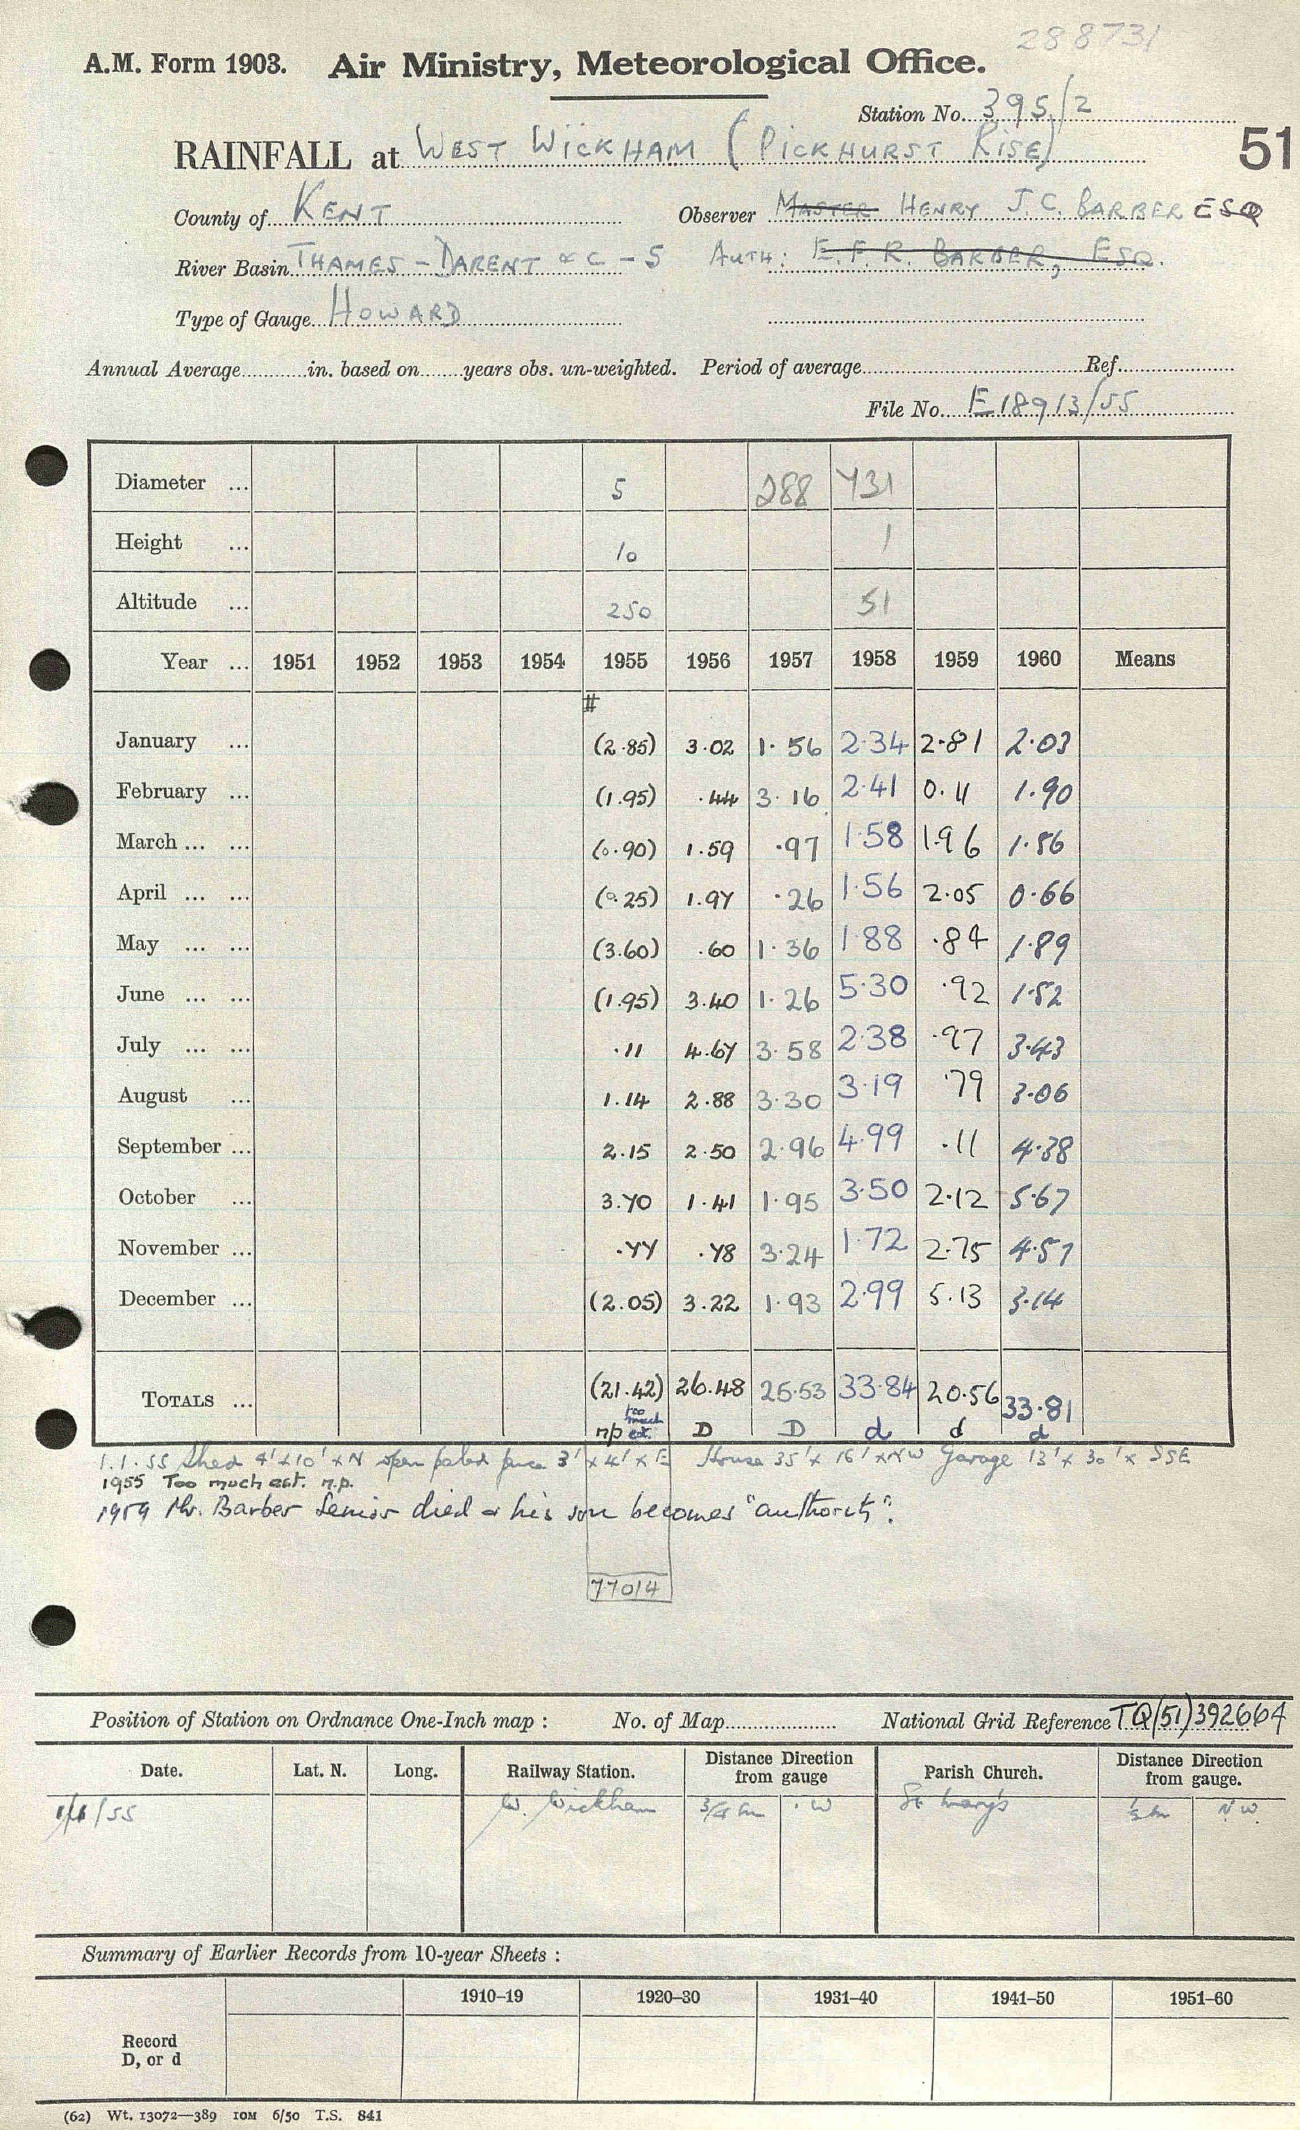 288731
A.M. Form 1903. Air Ministry, Meteorological Office.
Station No. 395/2
RAINFALL at WEST WICKHAM (PICKHURST RISE) 51
County of KENT Observer MASTER HENRY J.C. BARBER ESQ
River Basin THAMES - DARENT &C - 5 AUTH: E.F.R. BARBER, ESQ.
Type of Gauge HOWARD
Annual Average in. based on years obs. un-weighted. Period of average Ref.
File No. E18913/55
Diameter ... 5 288 731
Height ... 10 1
Altitude ... 250 51
Year ... 1951 1952 1953 1954 1955 1956 1957 1958 1959 1960 Means
#
January ... (2.85) 3.02 1.56 2.34 2.81 2.03
February ... (1.95) .44 3.16 2.41 0.11 1.90
March ... ... (0.90) 1.59 .97 1.58 1.96 1.56
April ... ... (0.25) 1.97 .26 1.56 2.05 0.66
May ... ... (3.60) .60 1.36 1.88 .84 1.89
June ... ... (1.95) 3.40 1.26 5.30 .92 1.52
July ... ... .11 4.67 3.58 2.38 .97 3.43
August ... 1.14 2.88 3.30 3.19 .79 3.06
September ... 2.15 2.50 2.96 4.99 .11 4.38
October ... 3.70 1.41 1.95 3.50 2.12 5.67
November ... .77 .78 3.24 1.72 2.75 4.57
December ... (2.05) 3.22 1.93 2.99 5.13 3.14
TOTALS ... (21.42) 26.48 25.53 33.84 20.56 33.81
np too much est. D D d d d
1.1.55 Shed 4' x 10' x N open paled fence 3' x 4' x E House 35' x 16' x NW Garage 13' x 30' x SSE
1955 Too much est. n.p.
1959 Mr. Barber Senior died & his son becomes "authority".
77014
Position of Station on Ordnance One-Inch map : No. of Map National Grid Reference TQ(51)392664
Date. Lat. N. Long. Railway Station. Distance Direction from gauge Parish Church. Distance Direction from gauge.
1/1/55 W. Wickham 3/4 m W St Mary's 1/2 m N W
Summary of Earlier Records from 10-year Sheets :
1910–19 1920–30 1931–40 1941–50 1951–60
Record
D, or d
(62) Wt. 13072—389 10M 6/50 T.S. 841